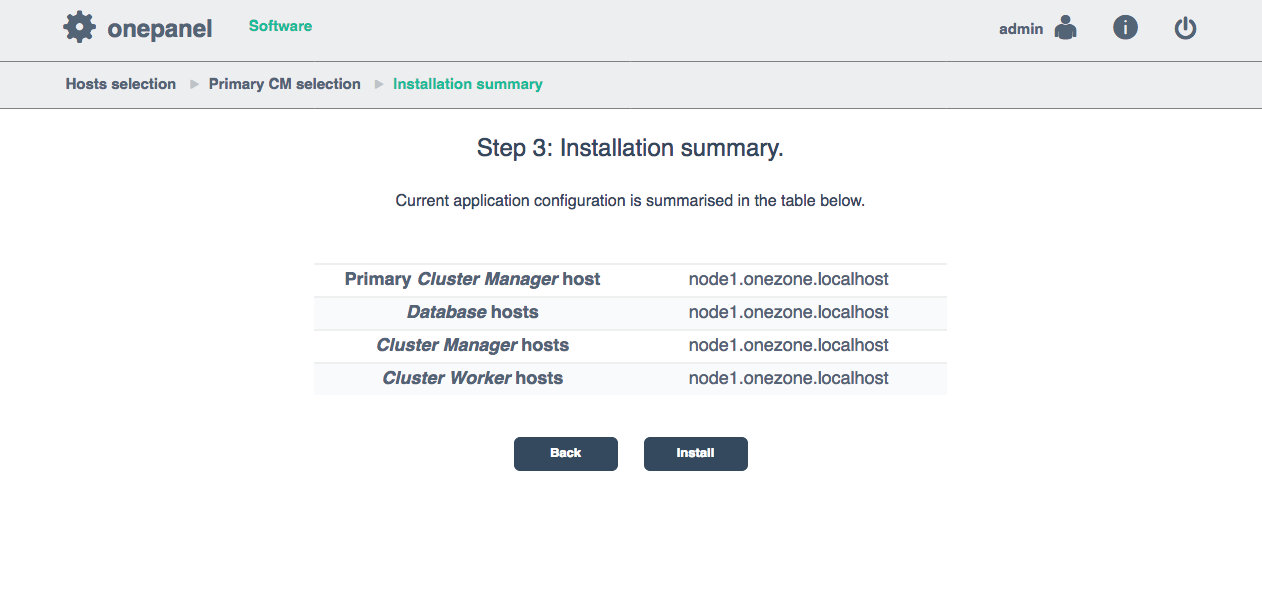 onepanel Software admin
Hosts selection Primary CM selection Installation summary
Step 3: Installation summary.
Current application configuration is summarised in the table below.
Primary Cluster Manager host node1.onezone.localhost
Database hosts node1.onezone.localhost
Cluster Manager hosts node1.onezone.localhost
Cluster Worker hosts node1.onezone.localhost
Back Install